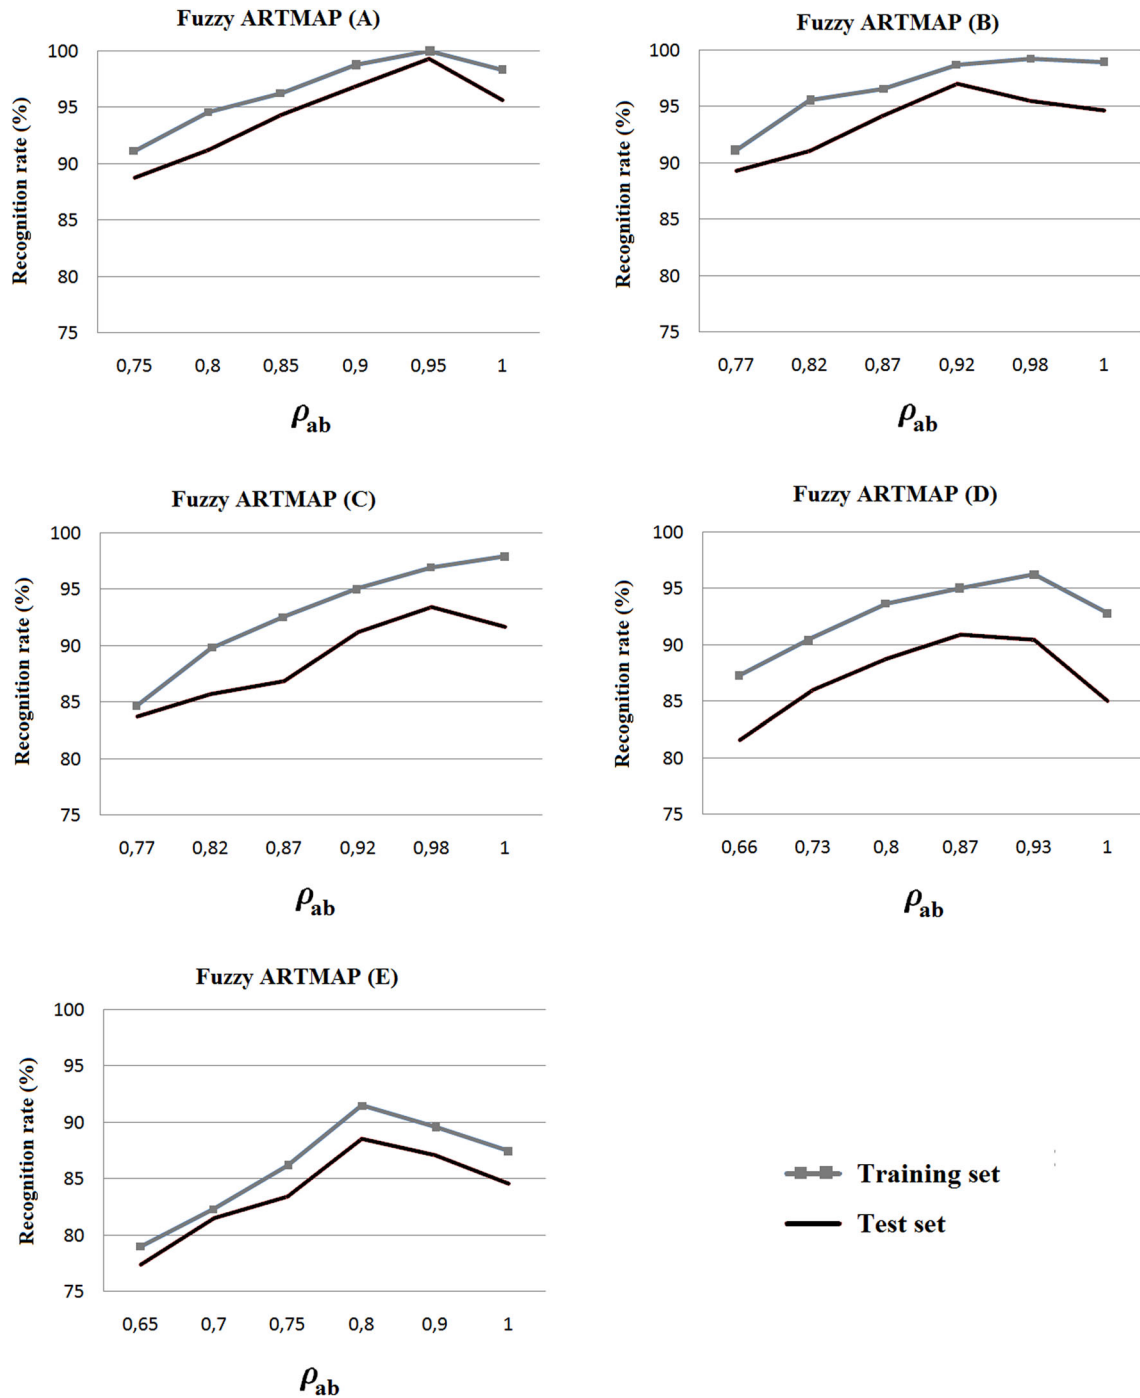 Fuzzy ARTMAP (A)
Recognition rate (%)
100
95
90
85
80
75
0,75 0,8 0,85 0,9 0,95 1
ρab
Fuzzy ARTMAP (B)
Recognition rate (%)
100
95
90
85
80
75
0,77 0,82 0,87 0,92 0,98 1
ρab
Fuzzy ARTMAP (C)
Recognition rate (%)
100
95
90
85
80
75
0,77 0,82 0,87 0,92 0,98 1
ρab
Fuzzy ARTMAP (D)
Recognition rate (%)
100
95
90
85
80
75
0,66 0,73 0,8 0,87 0,93 1
ρab
Fuzzy ARTMAP (E)
Recognition rate (%)
100
95
90
85
80
75
0,65 0,7 0,75 0,8 0,9 1
ρab
Training set
Test set